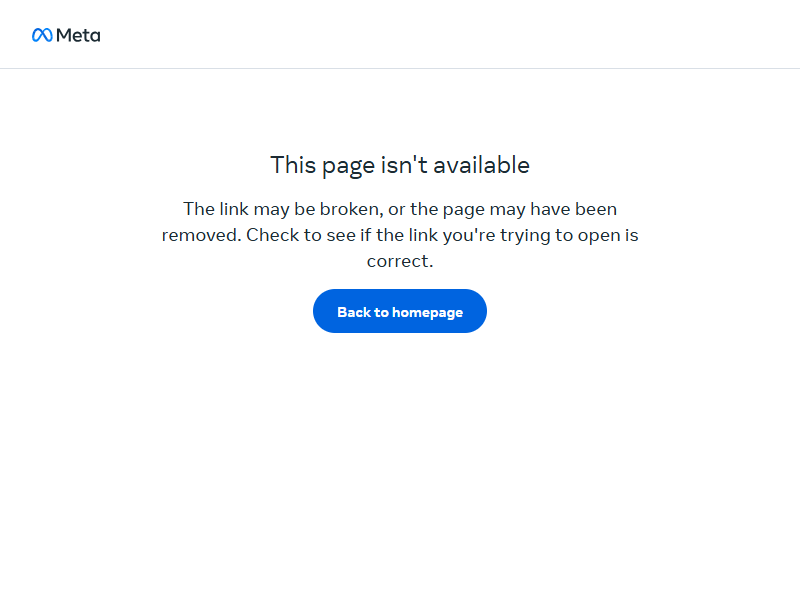 Meta
This page isn't available
The link may be broken, or the page may have been
removed. Check to see if the link you're trying to open is
correct.
Back to homepage